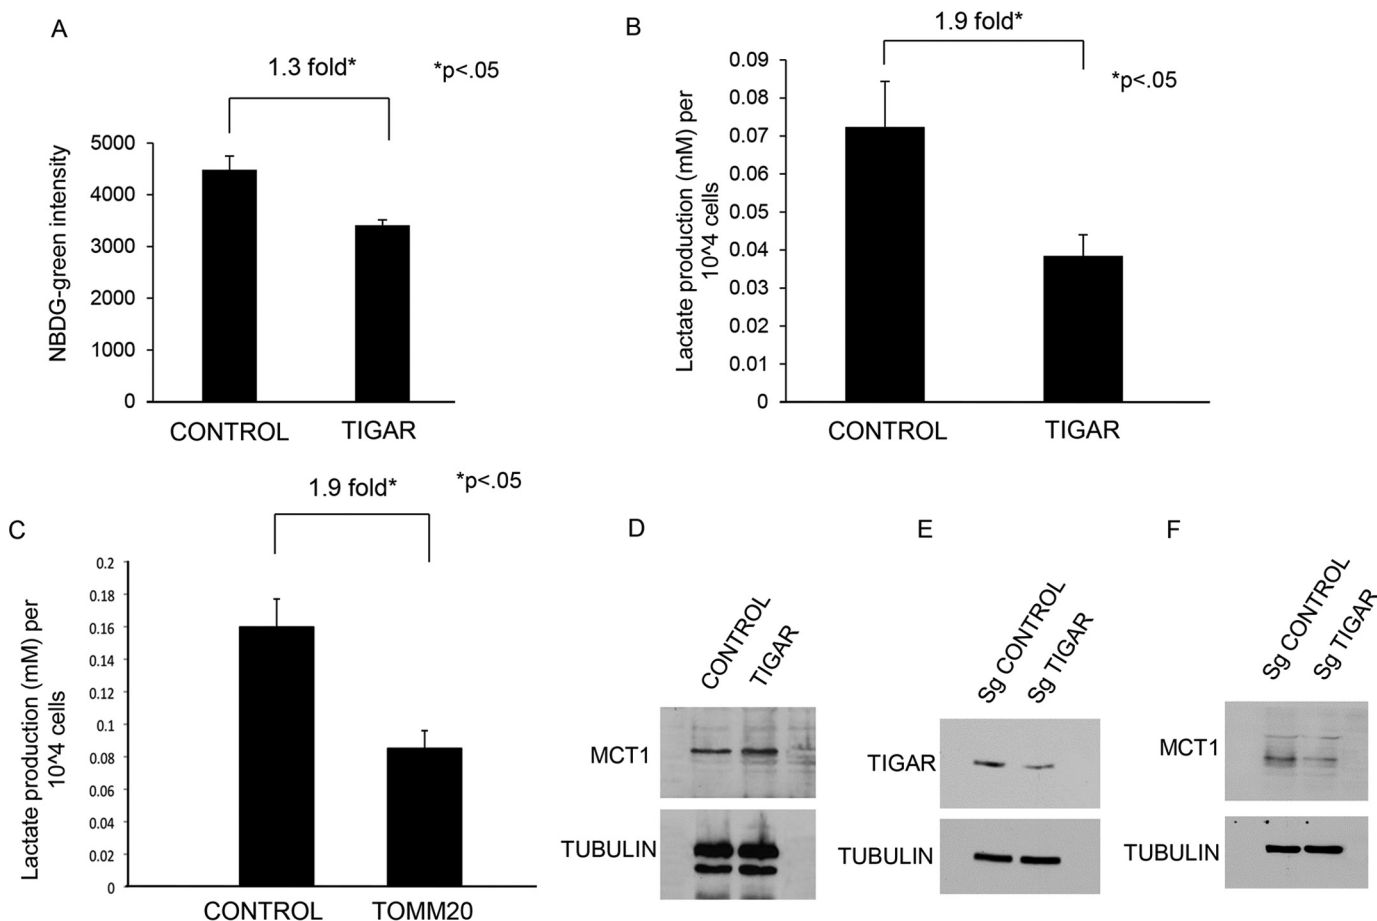 A
1.3 fold*
*p<.05
NBDG-green intensity
5000
4000
3000
2000
1000
0
CONTROL
TIGAR
B
1.9 fold*
*p<.05
Lactate production (mM) per
10^4 cells
0.09
0.08
0.07
0.06
0.05
0.04
0.03
0.02
0.01
0
CONTROL
TIGAR
C
1.9 fold*
*p<.05
Lactate production (mM) per
10^4 cells
0.2
0.18
0.16
0.14
0.12
0.1
0.08
0.06
0.04
0.02
0
CONTROL
TOMM20
D
CONTROL
TIGAR
MCT1
TUBULIN
E
Sg CONTROL
Sg TIGAR
TIGAR
TUBULIN
F
Sg CONTROL
Sg TIGAR
MCT1
TUBULIN